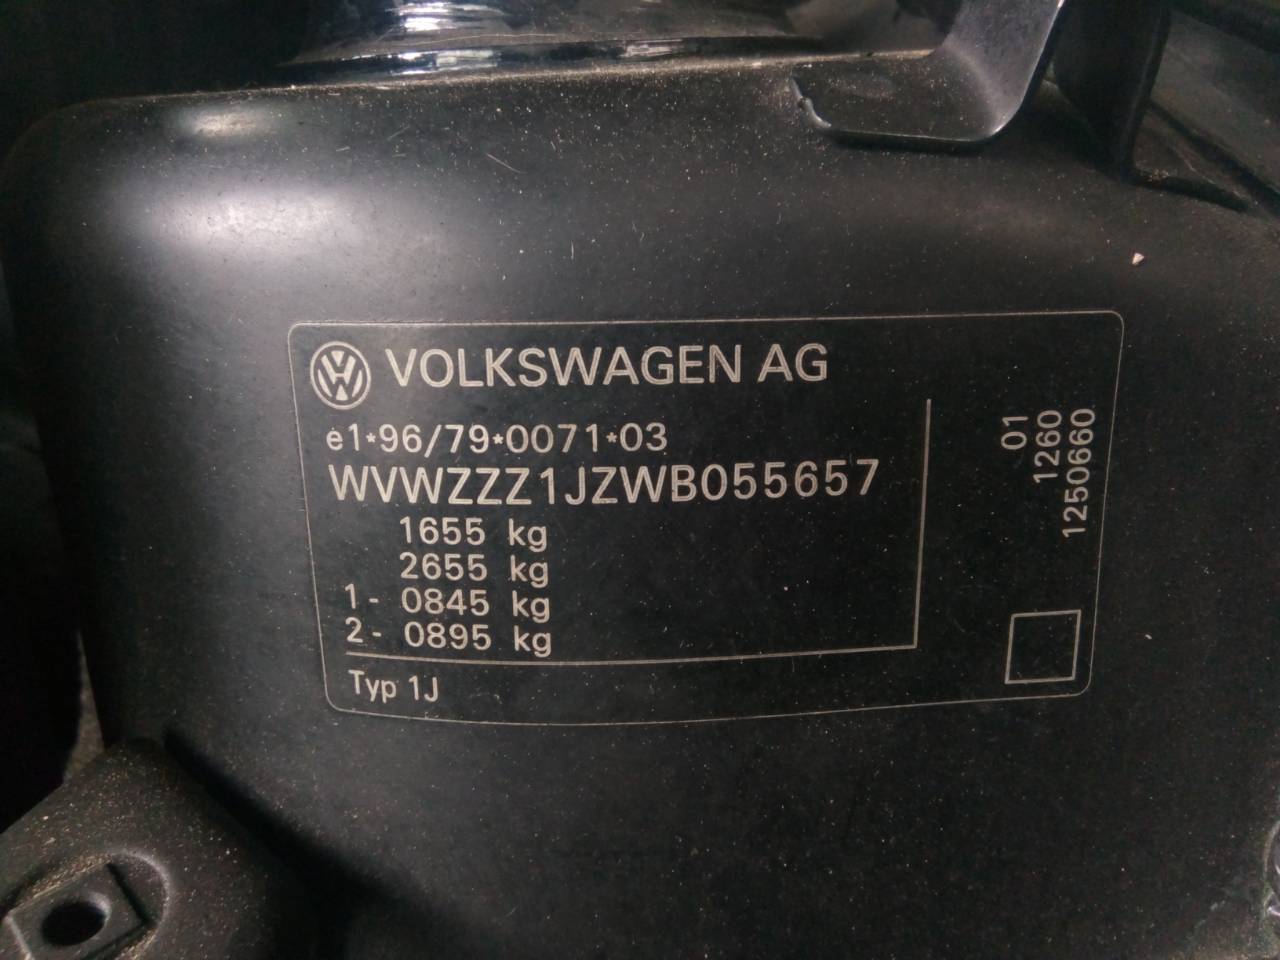 VOLKSWAGEN AG
e1*96/79*0071*03
WVWZZZ1JZWB055657
1655 kg
2655 kg
1- 0845 kg
2- 0895 kg
Typ 1J
01
1260
1250660